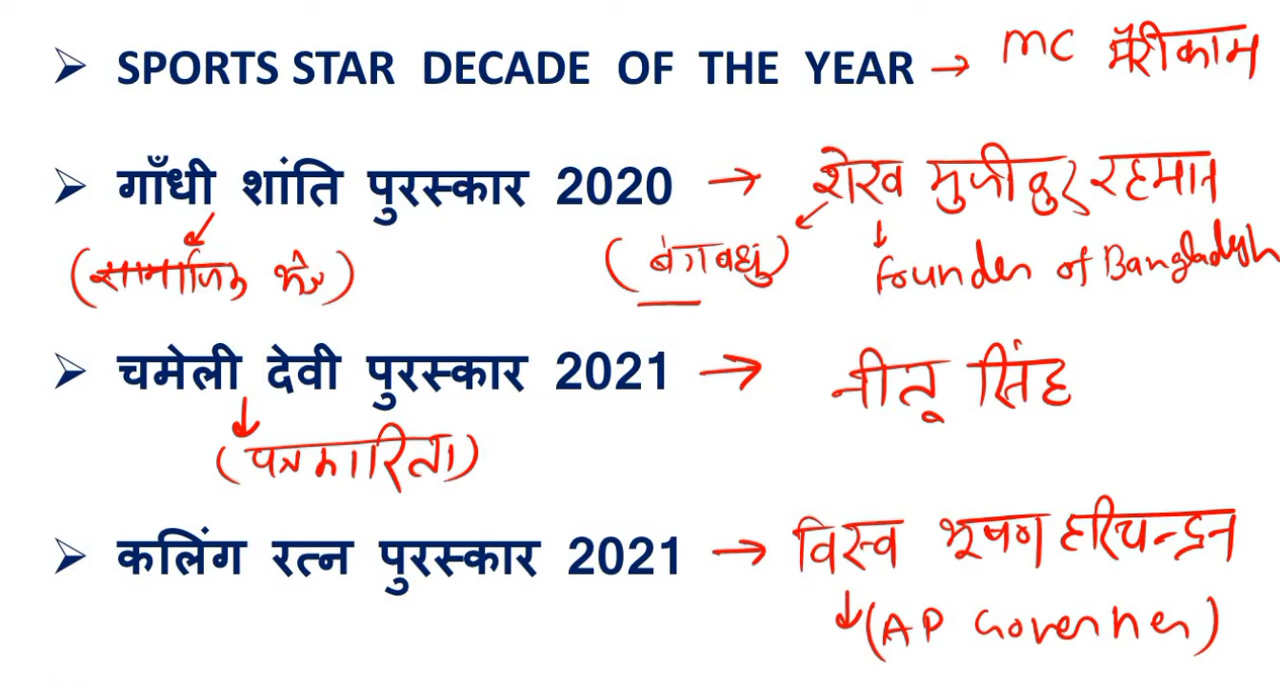 ➢ SPORTS STAR DECADE OF THE YEAR → MC मैरीकाम
➢ गाँधी शांति पुरस्कार 2020 → शेख मुजीबुर रहमान
(सामाजिक क्षेत्र) (बंगबधु) Founder of Bangladesh
➢ चमेली देवी पुरस्कार 2021 → नीतू सिंह
(पत्रकारिता)
➢ कलिंग रत्न पुरस्कार 2021 → विस्व भूषण हरिचन्द्रन
(AP Governer)